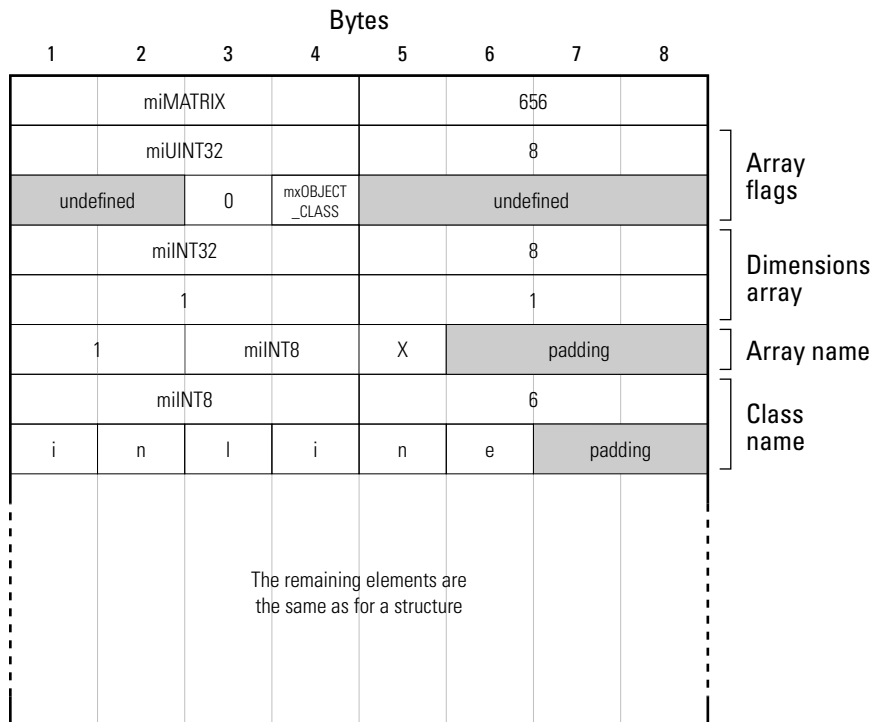 Bytes
1 2 3 4 5 6 7 8
miMATRIX 656
miUINT32 8
Array
flags
undefined 0 mxOBJECT
_CLASS undefined
miINT32 8
Dimensions
array
1 1
1 miINT8 X padding Array name
miINT8 6
Class
name
i n l i n e padding
The remaining elements are
the same as for a structure